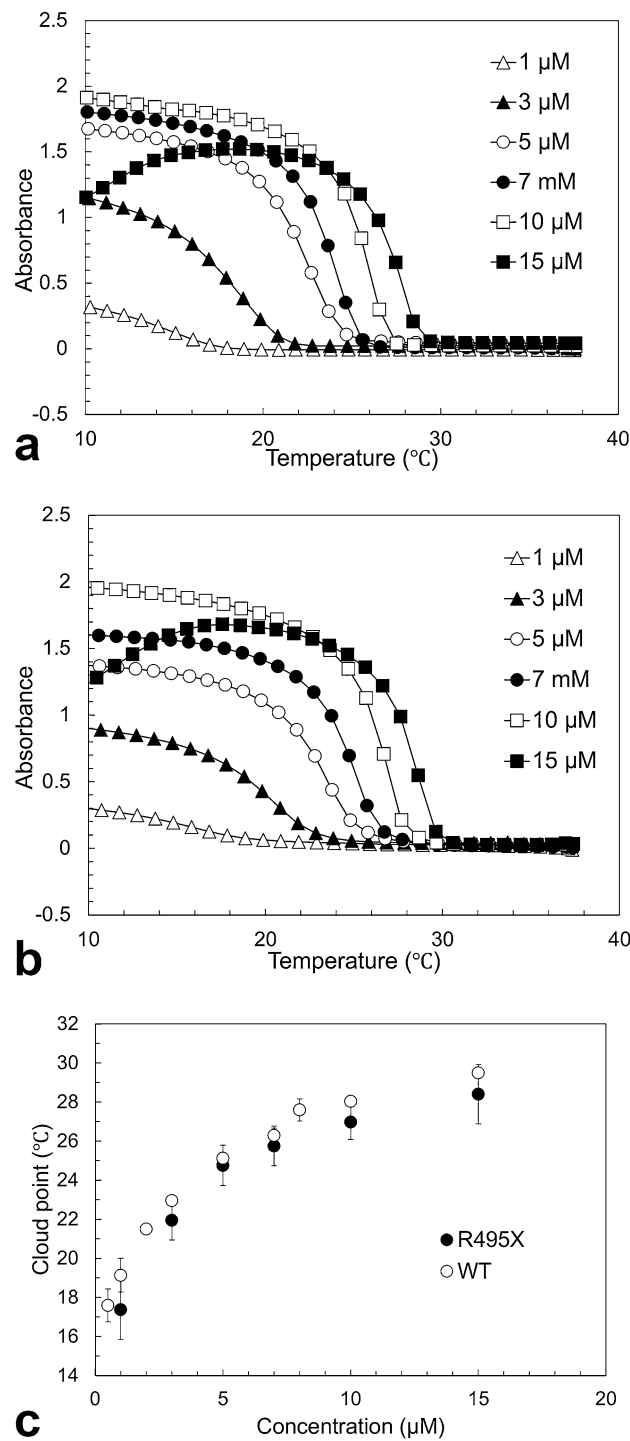 2.5
2
1.5
1
0.5
0
-0.5
Absorbance
1 µM
3 µM
5 µM
7 mM
10 µM
15 µM
10 20 30 40
Temperature (℃)
a
2.5
2
1.5
1
0.5
0
-0.5
Absorbance
1 µM
3 µM
5 µM
7 mM
10 µM
15 µM
10 20 30 40
Temperature (℃)
b
32
30
28
26
24
22
20
18
16
14
Cloud point (℃)
R495X
WT
0 5 10 15 20
Concentration (µM)
c